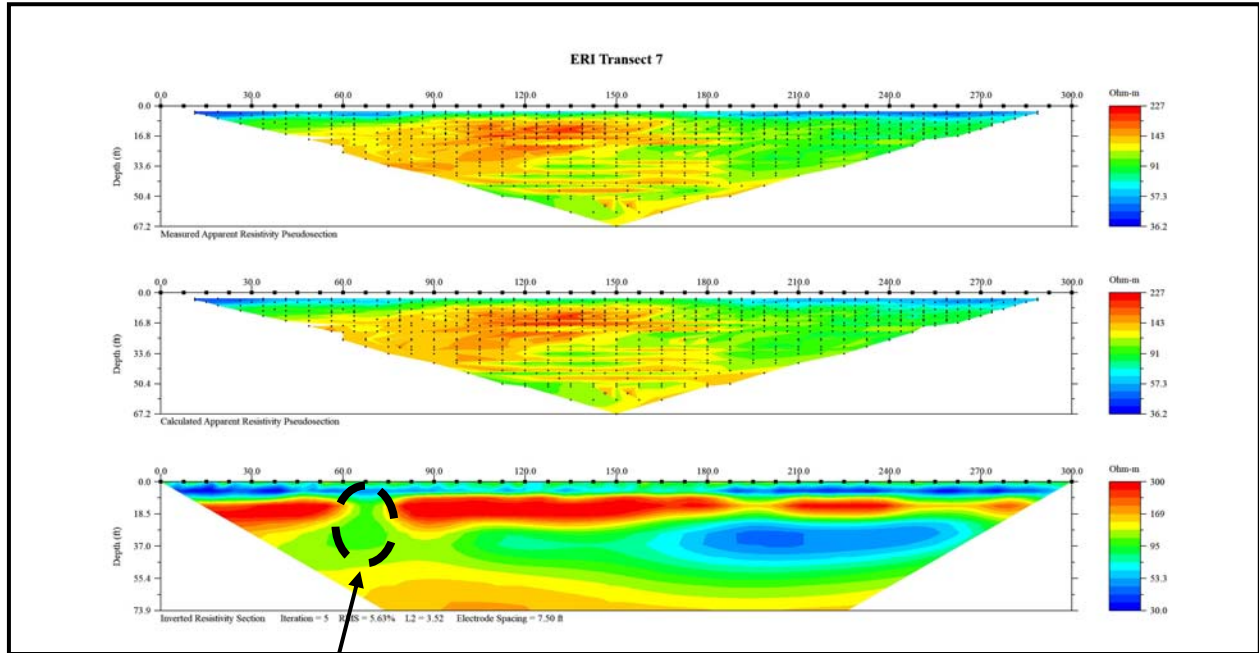 ERI Transect 7
0.0 30.0 60.0 90.0 120.0 150.0 180.0 210.0 240.0 270.0 300.0 Ohm-m
0.0 227
16.8 143
Depth (ft) 33.6 91
50.4 57.3
67.2 36.2
Measured Apparent Resistivity Pseudosection
0.0 30.0 60.0 90.0 120.0 150.0 180.0 210.0 240.0 270.0 300.0 Ohm-m
0.0 227
16.8 143
Depth (ft) 33.6 91
50.4 57.3
67.2 36.2
Calculated Apparent Resistivity Pseudosection
0.0 30.0 60.0 90.0 120.0 150.0 180.0 210.0 240.0 270.0 300.0 Ohm-m
0.0 300
18.5 169
Depth (ft) 37.0 95
55.4 53.3
73.9 30.0
Inverted Resistivity Section Iteration = 5 RMS = 5.63% L2 = 3.52 Electrode Spacing = 7.50 ft